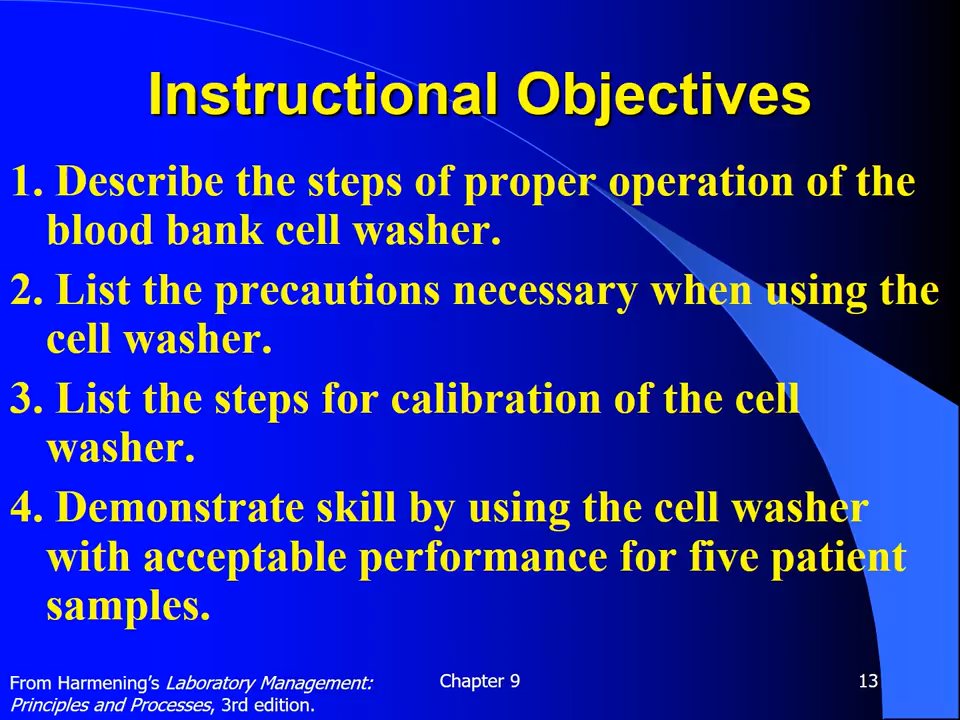 Instructional Objectives
1. Describe the steps of proper operation of the
blood bank cell washer.
2. List the precautions necessary when using the
cell washer.
3. List the steps for calibration of the cell
washer.
4. Demonstrate skill by using the cell washer
with acceptable performance for five patient
samples.
From Harmening's Laboratory Management:
Principles and Processes, 3rd edition.
Chapter 9
13